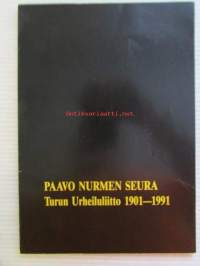 PAAVO NURMEN SEURA
Turun Urheiluliitto 1901—1991